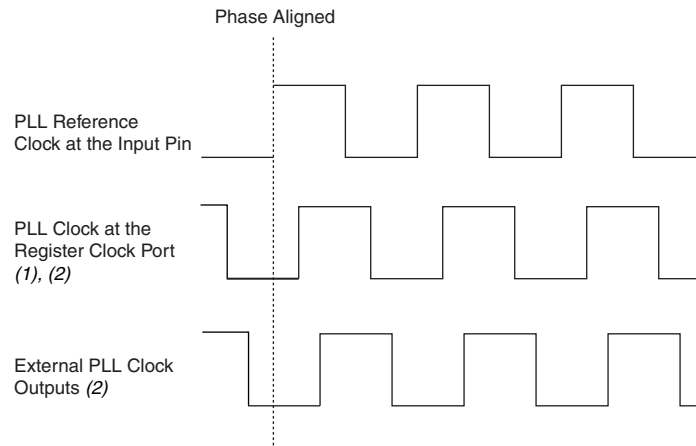 Phase Aligned
PLL Reference
Clock at the Input Pin
PLL Clock at the
Register Clock Port
(1), (2)
External PLL Clock
Outputs (2)